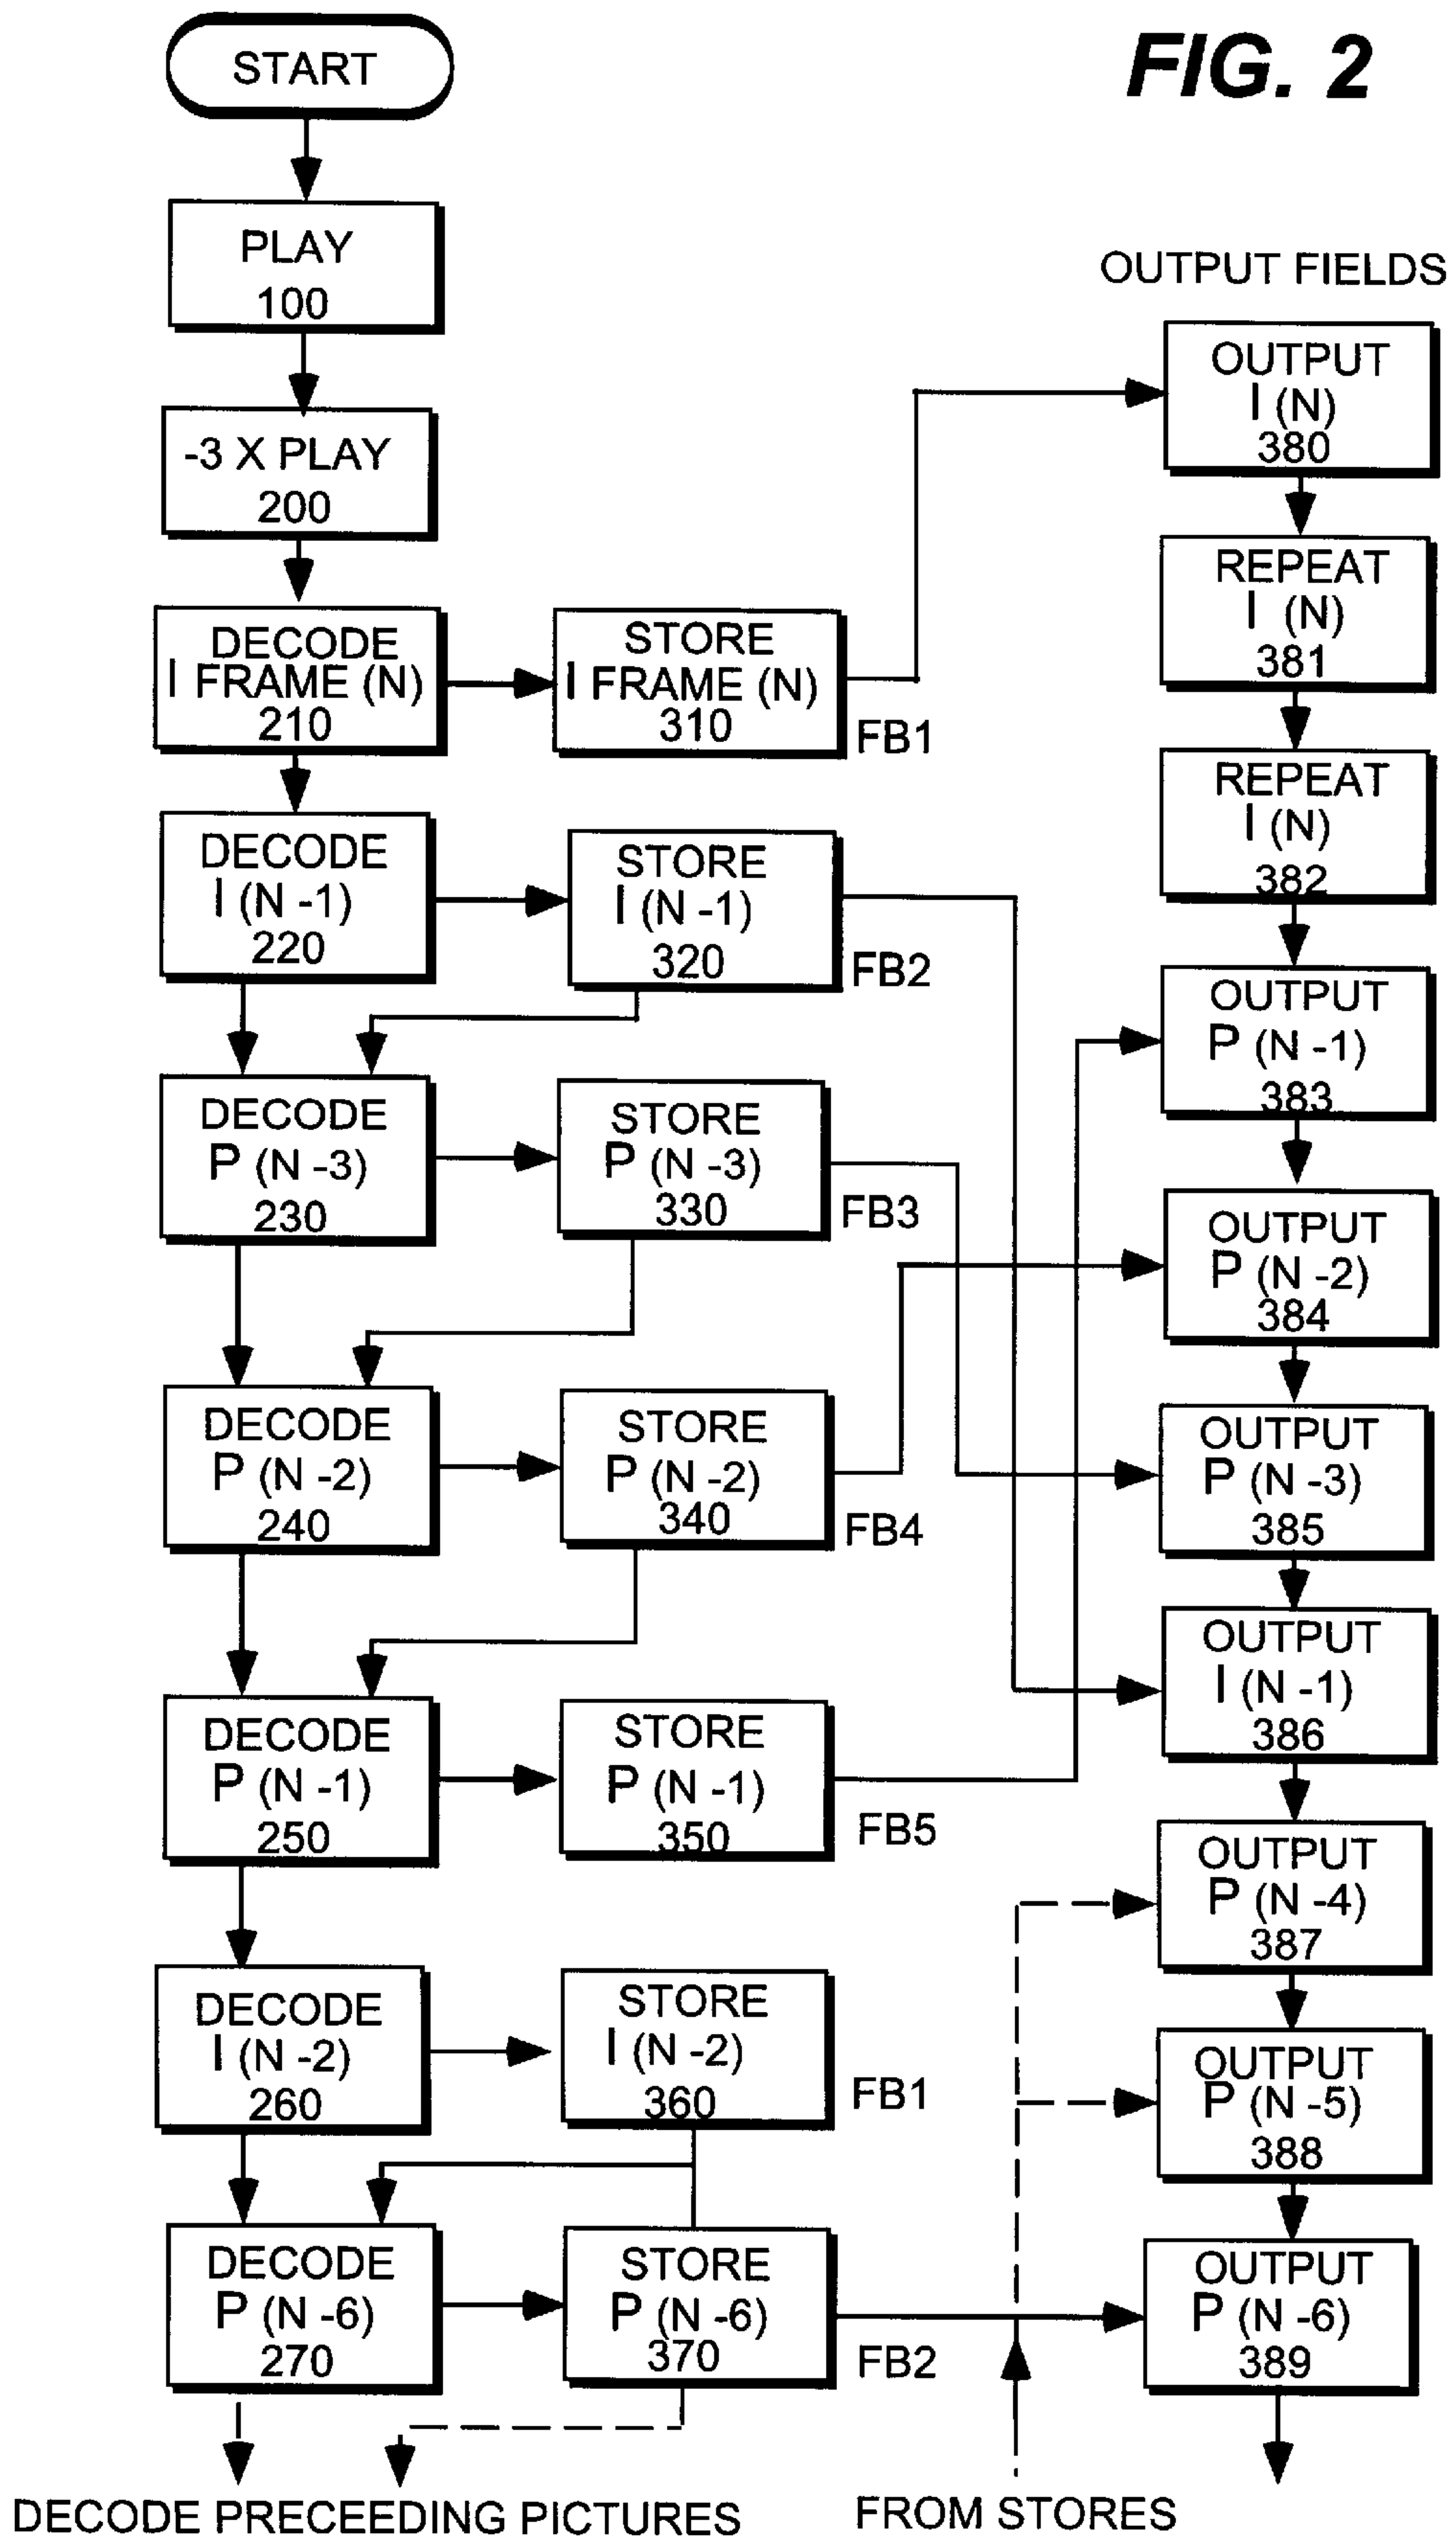 FIG. 2
START
PLAY
100
-3 X PLAY
200
DECODE
I FRAME (N)
210
STORE
I FRAME (N)
310
FB1
DECODE
I (N -1)
220
STORE
I (N -1)
320
FB2
DECODE
P (N -3)
230
STORE
P (N -3)
330
FB3
DECODE
P (N -2)
240
STORE
P (N -2)
340
FB4
DECODE
P (N -1)
250
STORE
P (N -1)
350
FB5
DECODE
I (N -2)
260
STORE
I (N -2)
360
FB1
DECODE
P (N -6)
270
STORE
P (N -6)
370
FB2
DECODE PRECEEDING PICTURES
OUTPUT FIELDS
OUTPUT
I (N)
380
REPEAT
I (N)
381
REPEAT
I (N)
382
OUTPUT
P (N -1)
383
OUTPUT
P (N -2)
384
OUTPUT
P (N -3)
385
OUTPUT
I (N -1)
386
OUTPUT
P (N -4)
387
OUTPUT
P (N -5)
388
OUTPUT
P (N -6)
389
FROM STORES